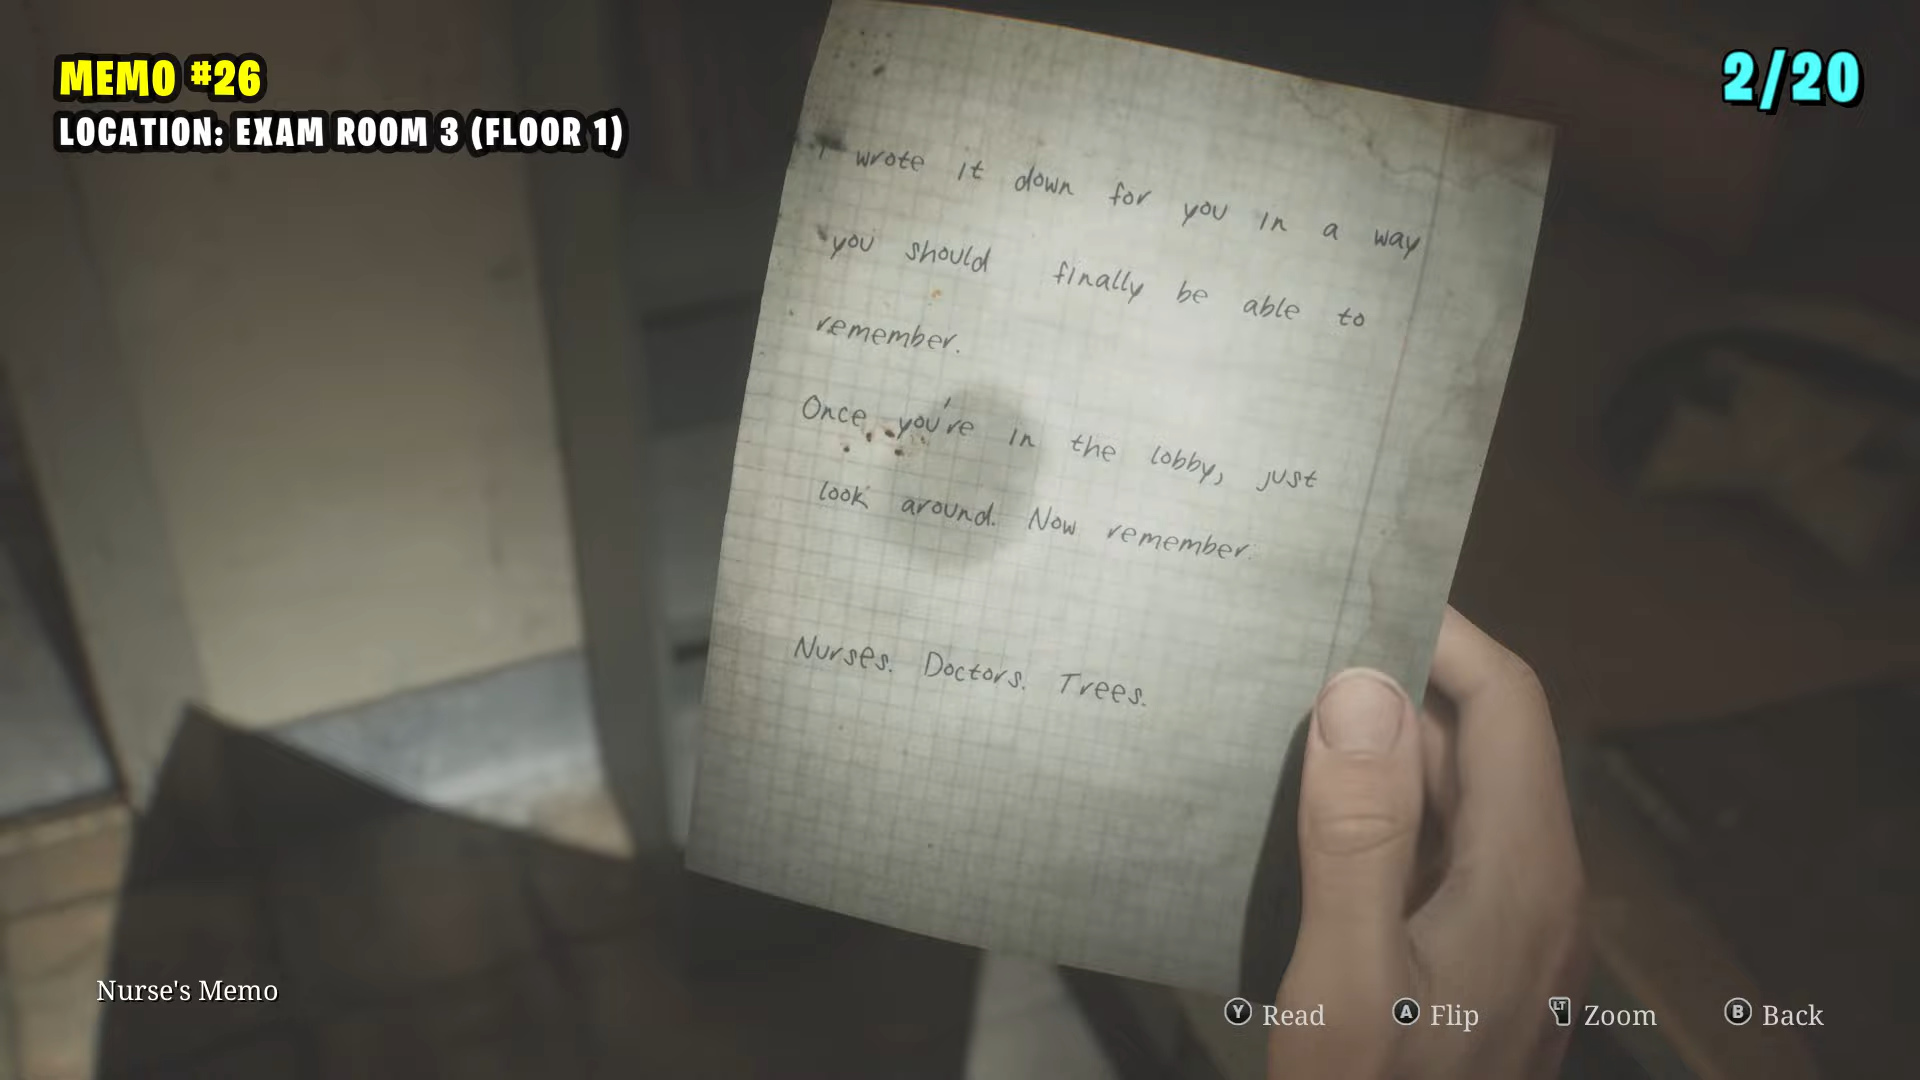 MEMO #26
LOCATION: EXAM ROOM 3 (FLOOR 1)
2/20
I wrote it down for you in a way
you should finally be able to
remember.
Once you're in the lobby, just
look around. Now remember.
Nurses. Doctors. Trees.
Nurse's Memo
Y Read A Flip LT Zoom B Back